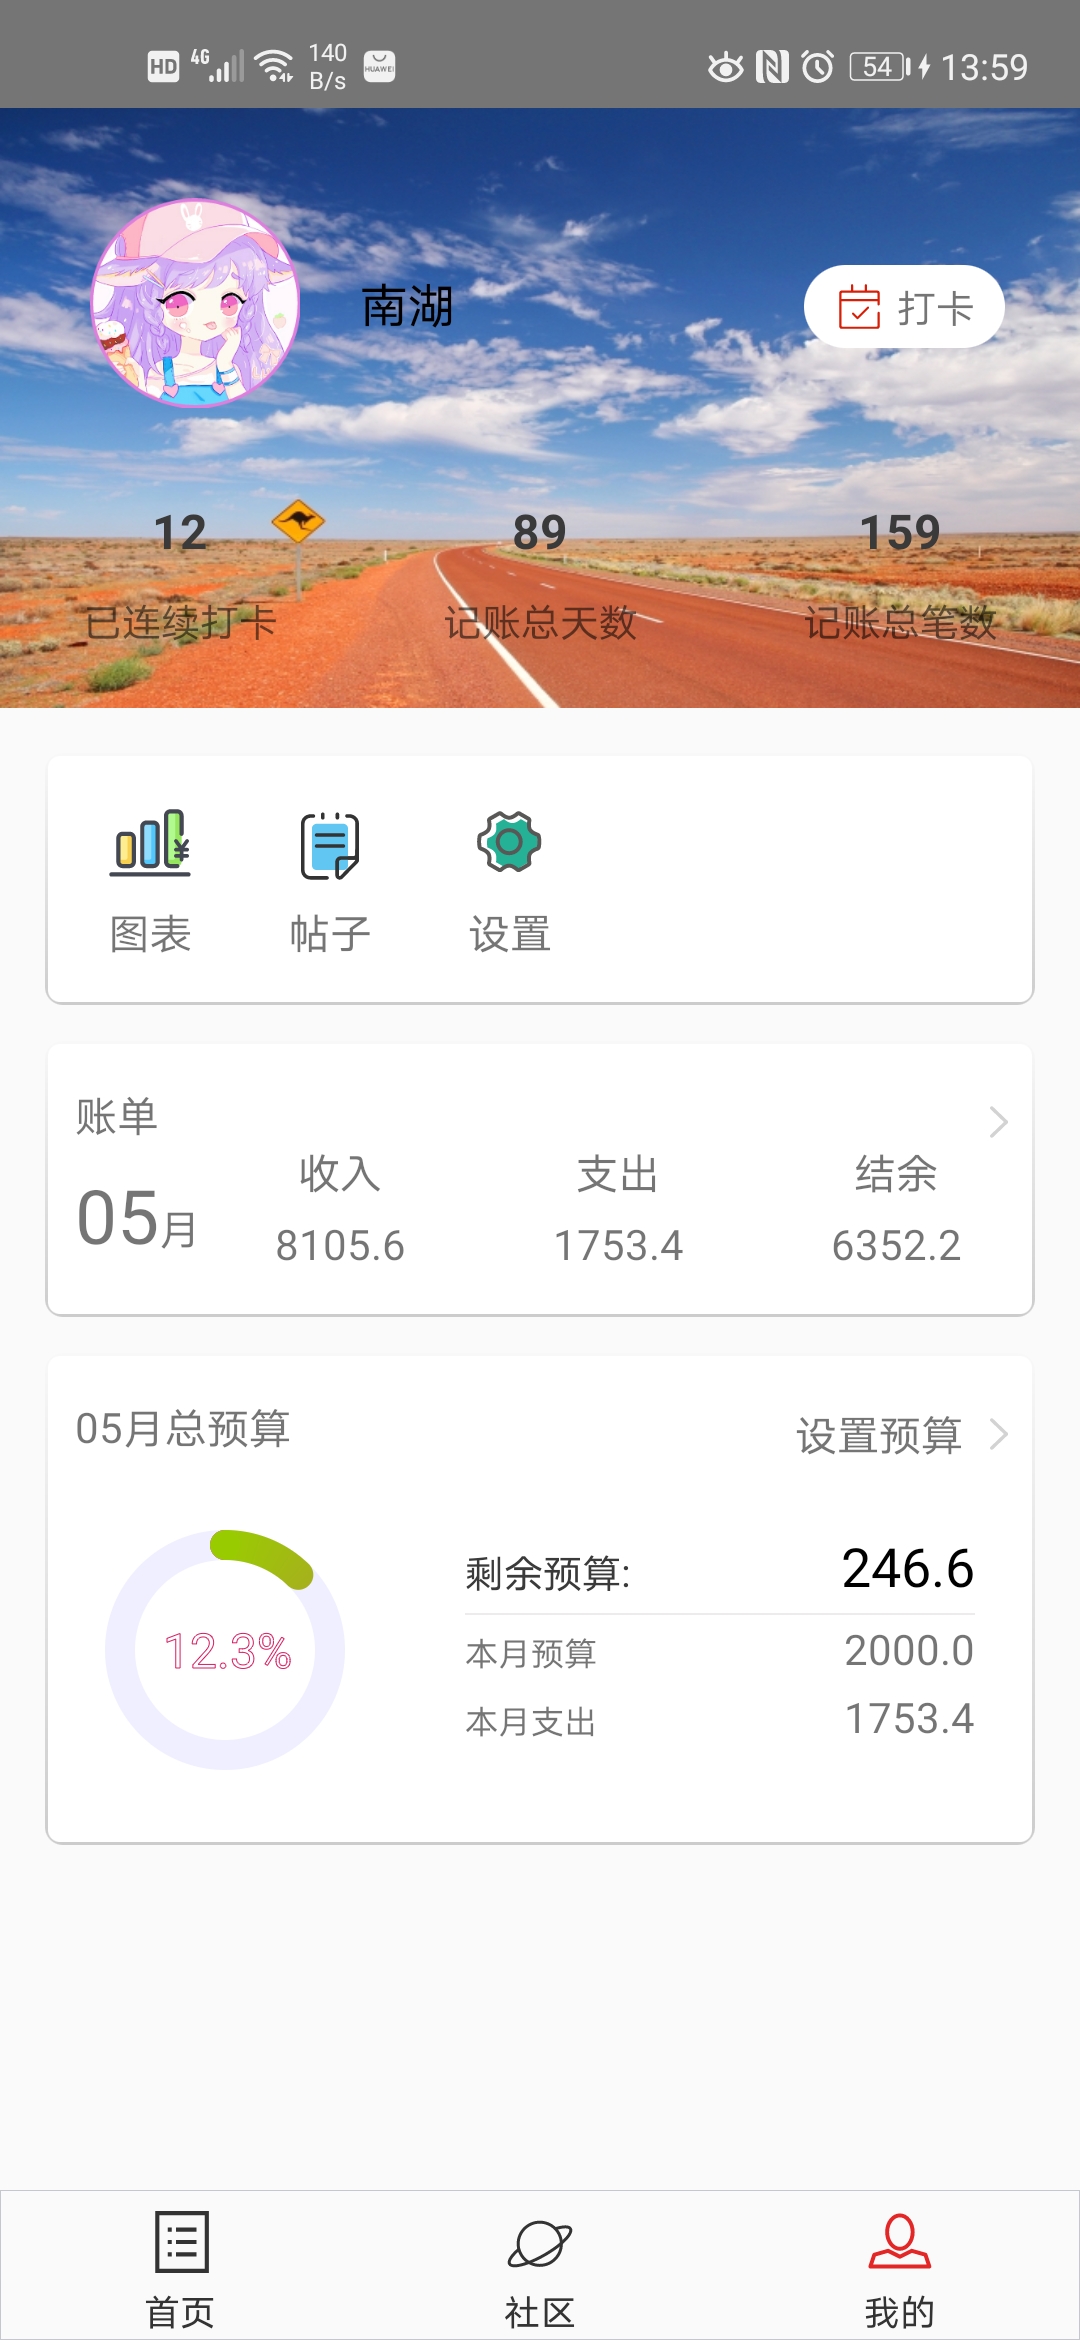 HD 4G 140 B/s HUAWEI 54 13:59
南湖
打卡
12 89 159
已连续打卡 记账总天数 记账总笔数
图表 帖子 设置
账单
收入 支出 结余
05月 8105.6 1753.4 6352.2
05月总预算 设置预算
剩余预算: 246.6
12.3%
本月预算 2000.0
本月支出 1753.4
首页 社区 我的